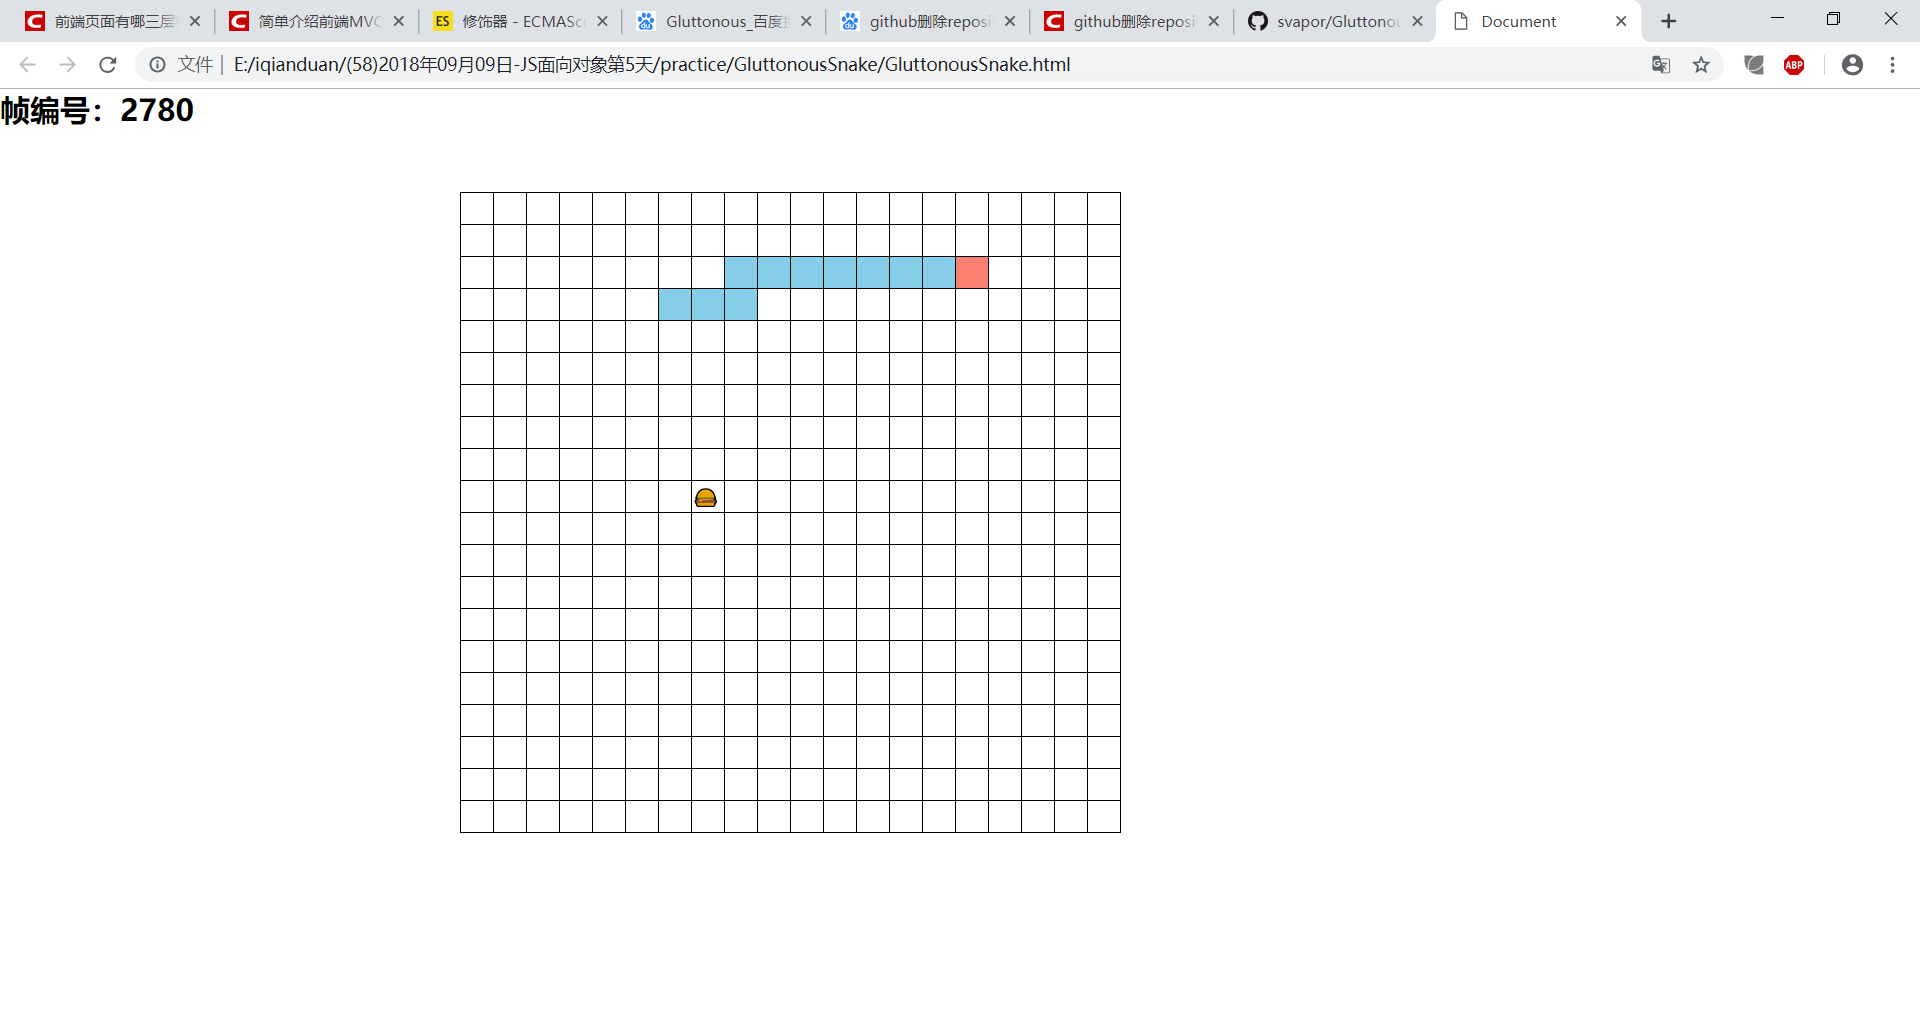 前端页面有哪三层
简单介绍前端MVC
ES
修饰器 - ECMAScr
Gluttonous_百度搜
github删除reposi
github删除reposi
svapor/Gluttonou
Document
文件 | E:/iqianduan/(58)2018年09月09日-JS面向对象第5天/practice/GluttonousSnake/GluttonousSnake.html
ABP
帧编号：2780